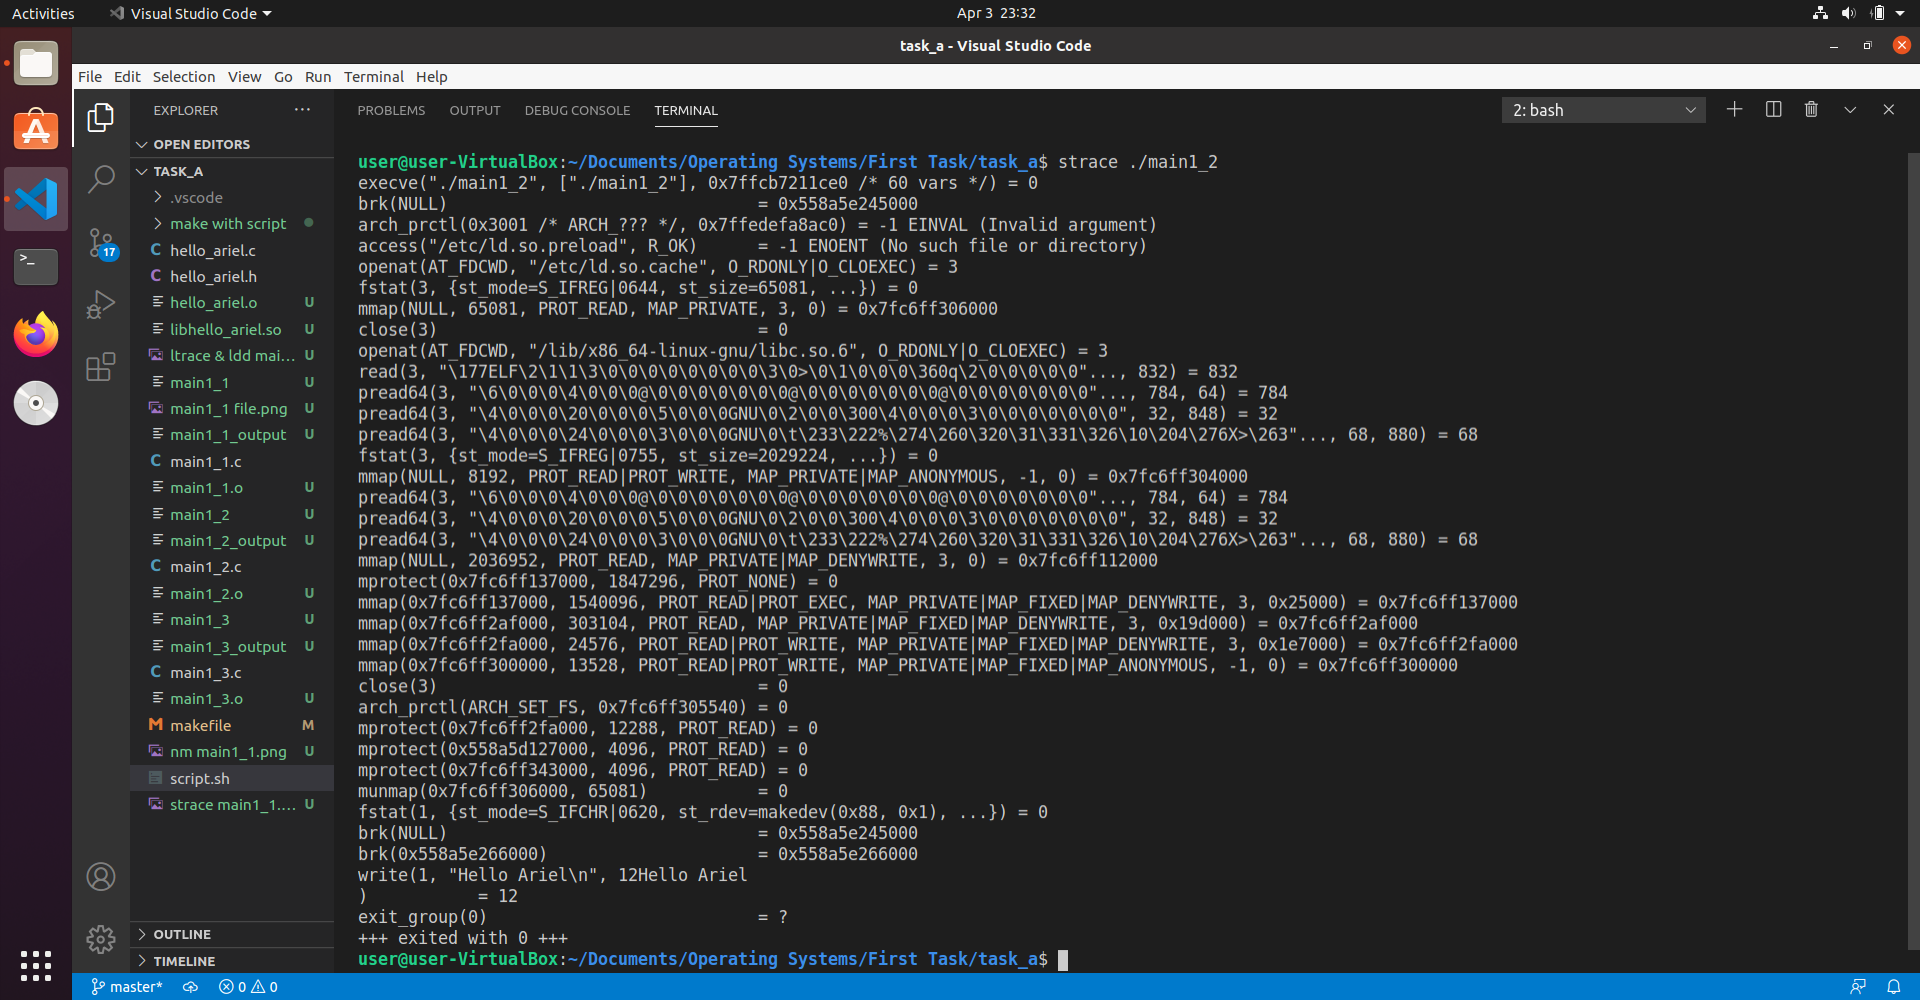 Activities
Visual Studio Code
Apr 3 23:32
task_a - Visual Studio Code
File Edit Selection View Go Run Terminal Help
EXPLORER
OPEN EDITORS
TASK_A
.vscode
make with script
hello_ariel.c
hello_ariel.h
hello_ariel.o U
libhello_ariel.so U
ltrace & ldd mai... U
main1_1 U
main1_1 file.png U
main1_1_output U
main1_1.c
main1_1.o U
main1_2 U
main1_2_output U
main1_2.c
main1_2.o U
main1_3 U
main1_3_output U
main1_3.c
main1_3.o U
makefile M
nm main1_1.png U
script.sh
strace main1_1.... U
OUTLINE
TIMELINE
17
PROBLEMS OUTPUT DEBUG CONSOLE TERMINAL
2: bash
user@user-VirtualBox:~/Documents/Operating Systems/First Task/task_a$ strace ./main1_2
execve("./main1_2", ["./main1_2"], 0x7ffcb7211ce0 /* 60 vars */) = 0
brk(NULL) = 0x558a5e245000
arch_prctl(0x3001 /* ARCH_??? */, 0x7ffedefa8ac0) = -1 EINVAL (Invalid argument)
access("/etc/ld.so.preload", R_OK) = -1 ENOENT (No such file or directory)
openat(AT_FDCWD, "/etc/ld.so.cache", O_RDONLY|O_CLOEXEC) = 3
fstat(3, {st_mode=S_IFREG|0644, st_size=65081, ...}) = 0
mmap(NULL, 65081, PROT_READ, MAP_PRIVATE, 3, 0) = 0x7fc6ff306000
close(3) = 0
openat(AT_FDCWD, "/lib/x86_64-linux-gnu/libc.so.6", O_RDONLY|O_CLOEXEC) = 3
read(3, "\177ELF\2\1\1\3\0\0\0\0\0\0\0\0\3\0>\0\1\0\0\0\360q\2\0\0\0\0\0"..., 832) = 832
pread64(3, "\6\0\0\0\4\0\0\0@\0\0\0\0\0\0\0@\0\0\0\0\0\0\0@\0\0\0\0\0\0\0"..., 784, 64) = 784
pread64(3, "\4\0\0\0\20\0\0\0\5\0\0\0GNU\0\2\0\0\300\4\0\0\0\3\0\0\0\0\0\0\0", 32, 848) = 32
pread64(3, "\4\0\0\0\24\0\0\0\3\0\0\0GNU\0\t\233\222%\274\260\320\31\331\326\10\204\276X>\263"..., 68, 880) = 68
fstat(3, {st_mode=S_IFREG|0755, st_size=2029224, ...}) = 0
mmap(NULL, 8192, PROT_READ|PROT_WRITE, MAP_PRIVATE|MAP_ANONYMOUS, -1, 0) = 0x7fc6ff304000
pread64(3, "\6\0\0\0\4\0\0\0@\0\0\0\0\0\0\0@\0\0\0\0\0\0\0@\0\0\0\0\0\0\0"..., 784, 64) = 784
pread64(3, "\4\0\0\0\20\0\0\0\5\0\0\0GNU\0\2\0\0\300\4\0\0\0\3\0\0\0\0\0\0\0", 32, 848) = 32
pread64(3, "\4\0\0\0\24\0\0\0\3\0\0\0GNU\0\t\233\222%\274\260\320\31\331\326\10\204\276X>\263"..., 68, 880) = 68
mmap(NULL, 2036952, PROT_READ, MAP_PRIVATE|MAP_DENYWRITE, 3, 0) = 0x7fc6ff112000
mprotect(0x7fc6ff137000, 1847296, PROT_NONE) = 0
mmap(0x7fc6ff137000, 1540096, PROT_READ|PROT_EXEC, MAP_PRIVATE|MAP_FIXED|MAP_DENYWRITE, 3, 0x25000) = 0x7fc6ff137000
mmap(0x7fc6ff2af000, 303104, PROT_READ, MAP_PRIVATE|MAP_FIXED|MAP_DENYWRITE, 3, 0x19d000) = 0x7fc6ff2af000
mmap(0x7fc6ff2fa000, 24576, PROT_READ|PROT_WRITE, MAP_PRIVATE|MAP_FIXED|MAP_DENYWRITE, 3, 0x1e7000) = 0x7fc6ff2fa000
mmap(0x7fc6ff300000, 13528, PROT_READ|PROT_WRITE, MAP_PRIVATE|MAP_FIXED|MAP_ANONYMOUS, -1, 0) = 0x7fc6ff300000
close(3) = 0
arch_prctl(ARCH_SET_FS, 0x7fc6ff305540) = 0
mprotect(0x7fc6ff2fa000, 12288, PROT_READ) = 0
mprotect(0x558a5d127000, 4096, PROT_READ) = 0
mprotect(0x7fc6ff343000, 4096, PROT_READ) = 0
munmap(0x7fc6ff306000, 65081) = 0
fstat(1, {st_mode=S_IFCHR|0620, st_rdev=makedev(0x88, 0x1), ...}) = 0
brk(NULL) = 0x558a5e245000
brk(0x558a5e266000) = 0x558a5e266000
write(1, "Hello Ariel\n", 12Hello Ariel
) = 12
exit_group(0) = ?
+++ exited with 0 +++
user@user-VirtualBox:~/Documents/Operating Systems/First Task/task_a$
master* 0 0